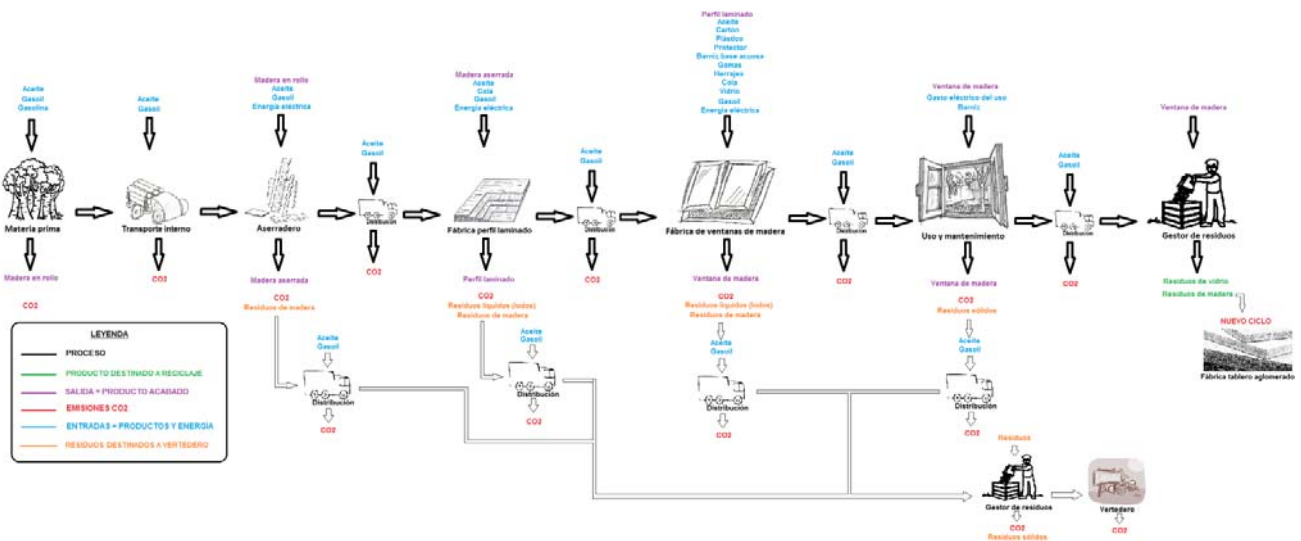 Perfil laminado
Aceite
Cartón
Plástico
Protector
Barniz base acuosa
Gomas
Herrajes
Cola
Vidrio
Gasoil
Energía eléctrica
Aceite
Gasoil
Gasolina
Aceite
Gasoil
Madera en rollo
Aceite
Gasoil
Energía eléctrica
Aceite
Gasoil
Madera aserrada
Aceite
Cola
Gasoil
Energía eléctrica
Aceite
Gasoil
Aceite
Gasoil
Ventana de madera
Gasto eléctrico del uso
Barniz
Aceite
Gasoil
Ventana de madera
Materia prima
Transporte interno
Aserradero
Distribución
Fábrica perfil laminado
Distribución
Fábrica de ventanas de madera
Distribución
Uso y mantenimiento
Distribución
Gestor de residuos
Madera en rollo
CO2
CO2
Madera aserrada
CO2
Residuos de madera
CO2
Perfil laminado
CO2
Residuos líquidos (lodos)
Residuos de madera
CO2
Ventana de madera
CO2
Residuos líquidos (lodos)
Residuos de madera
CO2
Ventana de madera
CO2
Residuos sólidos
CO2
Residuos de vidrio
Residuos de madera
NUEVO CICLO
Fábrica tablero aglomerado
LEYENDA
PROCESO
PRODUCTO DESTINADO A RECICLAJE
SALIDA = PRODUCTO ACABADO
EMISIONES CO2
ENTRADAS = PRODUCTOS Y ENERGÍA
RESIDUOS DESTINADOS A VERTEDERO
Aceite
Gasoil
Distribución
CO2
Aceite
Gasoil
Distribución
CO2
Aceite
Gasoil
Distribución
CO2
Aceite
Gasoil
Distribución
CO2
Residuos
Gestor de residuos
CO2
Residuos sólidos
Vertedero
CO2